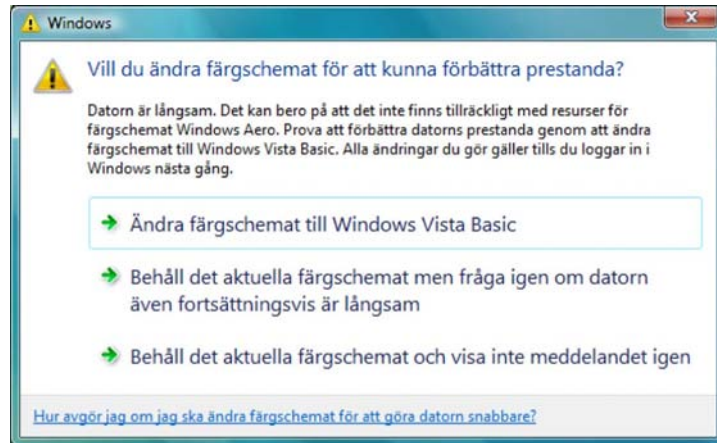 Windows
Vill du ändra färgschemat för att kunna förbättra prestanda?
Datorn är långsam. Det kan bero på att det inte finns tillräckligt med resurser för
färgschemat Windows Aero. Prova att förbättra datorns prestanda genom att ändra
färgschemat till Windows Vista Basic. Alla ändringar du gör gäller tills du loggar in i
Windows nästa gång.
Ändra färgschemat till Windows Vista Basic
Behåll det aktuella färgschemat men fråga igen om datorn
även fortsättningsvis är långsam
Behåll det aktuella färgschemat och visa inte meddelandet igen
Hur avgör jag om jag ska ändra färgschemat för att göra datorn snabbare?